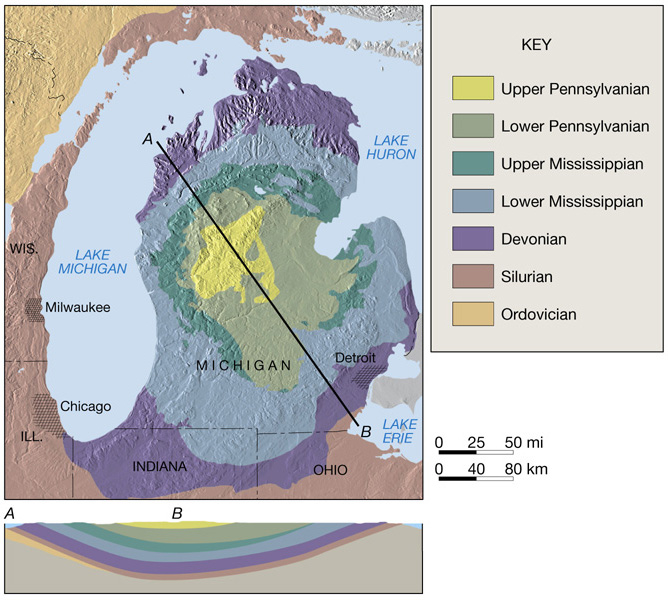 KEY
Upper Pennsylvanian
Lower Pennsylvanian
Upper Mississippian
Lower Mississippian
Devonian
Silurian
Ordovician
A
LAKE
HURON
WIS.
LAKE
MICHIGAN
Milwaukee
MICHIGAN
Detroit
Chicago
ILL.
B
LAKE
ERIE
INDIANA
OHIO
0 25 50 mi
0 40 80 km
A
B